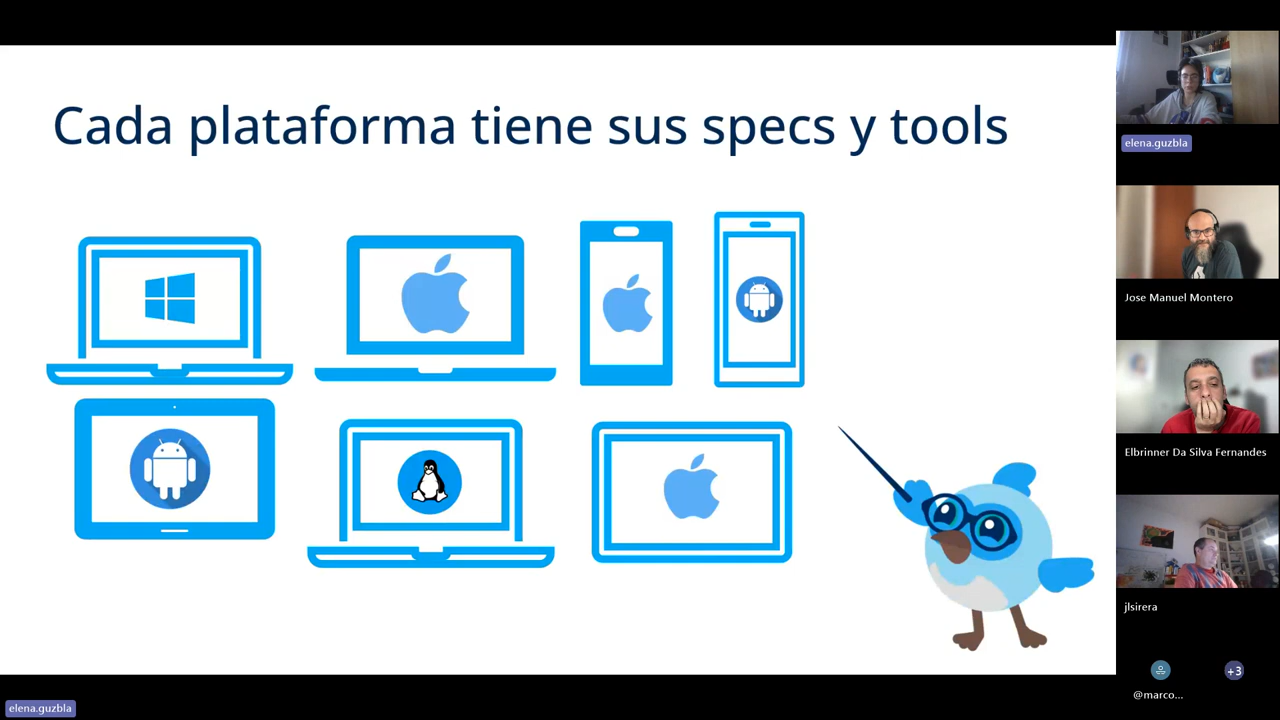 Cada plataforma tiene sus specs y tools
elena.guzbla
Jose Manuel Montero
Elbrinner Da Silva Fernandes
jlsirera
@marco...
+3
elena.guzbla